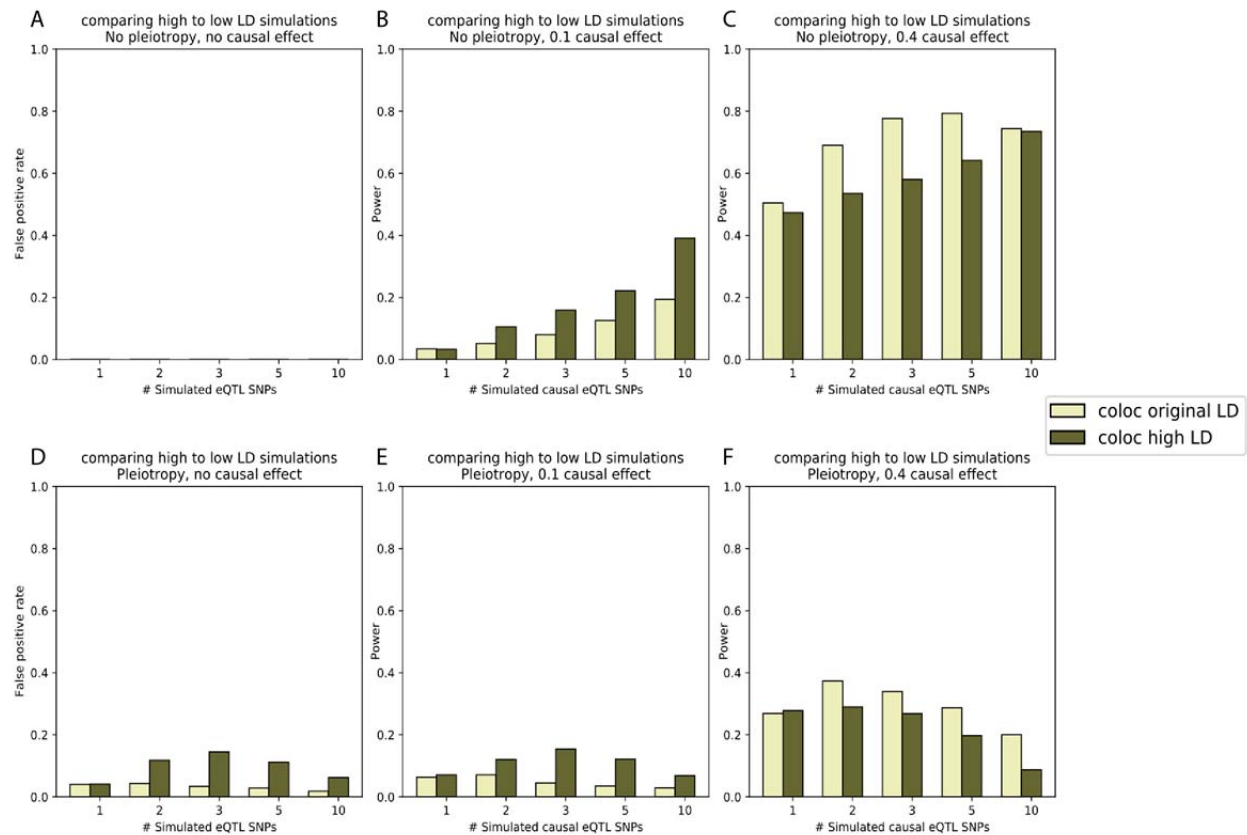 A
comparing high to low LD simulations
No pleiotropy, no causal effect
1.0
0.8
0.6
0.4
0.2
0.0
False positive rate
1 2 3 5 10
# Simulated eQTL SNPs
B
comparing high to low LD simulations
No pleiotropy, 0.1 causal effect
1.0
0.8
0.6
0.4
0.2
0.0
Power
1 2 3 5 10
# Simulated causal eQTL SNPs
C
comparing high to low LD simulations
No pleiotropy, 0.4 causal effect
1.0
0.8
0.6
0.4
0.2
0.0
Power
1 2 3 5 10
# Simulated causal eQTL SNPs
coloc original LD
coloc high LD
D
comparing high to low LD simulations
Pleiotropy, no causal effect
1.0
0.8
0.6
0.4
0.2
0.0
False positive rate
1 2 3 5 10
# Simulated eQTL SNPs
E
comparing high to low LD simulations
Pleiotropy, 0.1 causal effect
1.0
0.8
0.6
0.4
0.2
0.0
Power
1 2 3 5 10
# Simulated causal eQTL SNPs
F
comparing high to low LD simulations
Pleiotropy, 0.4 causal effect
1.0
0.8
0.6
0.4
0.2
0.0
Power
1 2 3 5 10
# Simulated causal eQTL SNPs